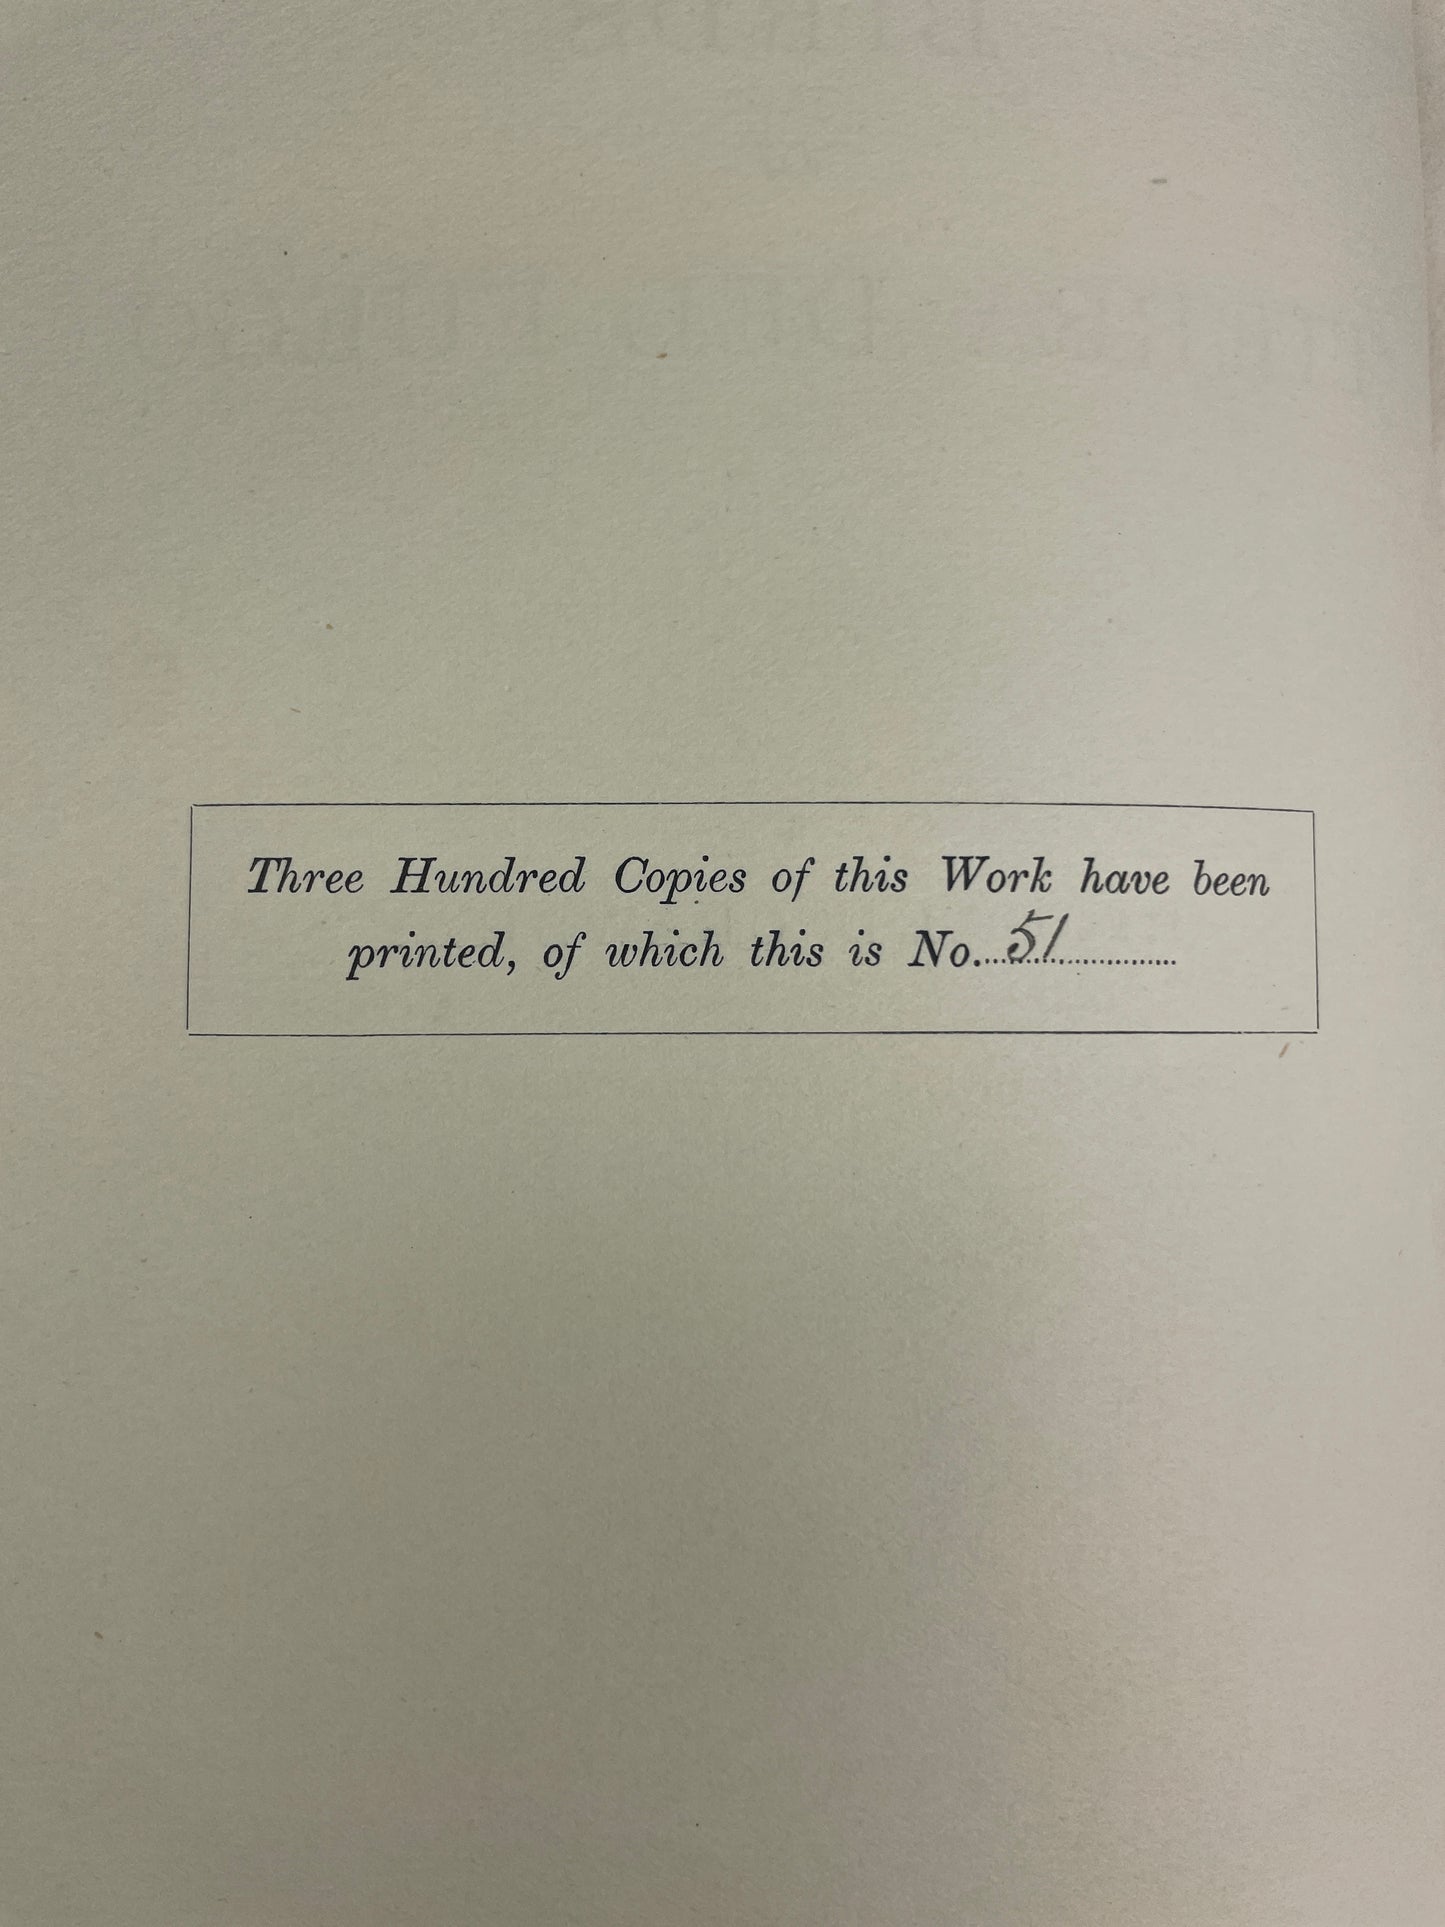 Three Hundred Copies of this Work have been
printed, of which this is No. 51